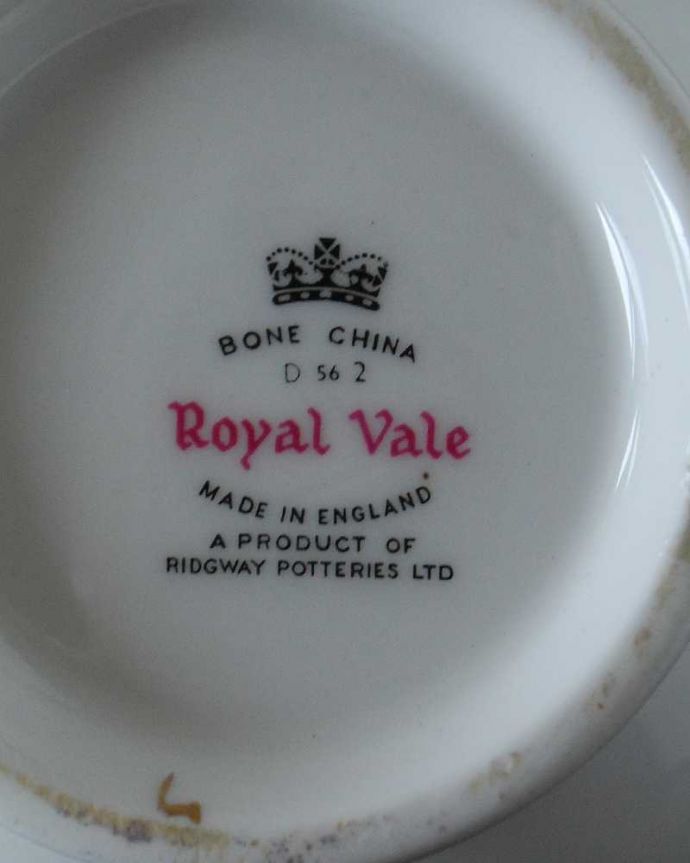 BONE CHINA
D 56 2
Royal Vale
MADE IN ENGLAND
A PRODUCT OF
RIDGWAY POTTERIES LTD